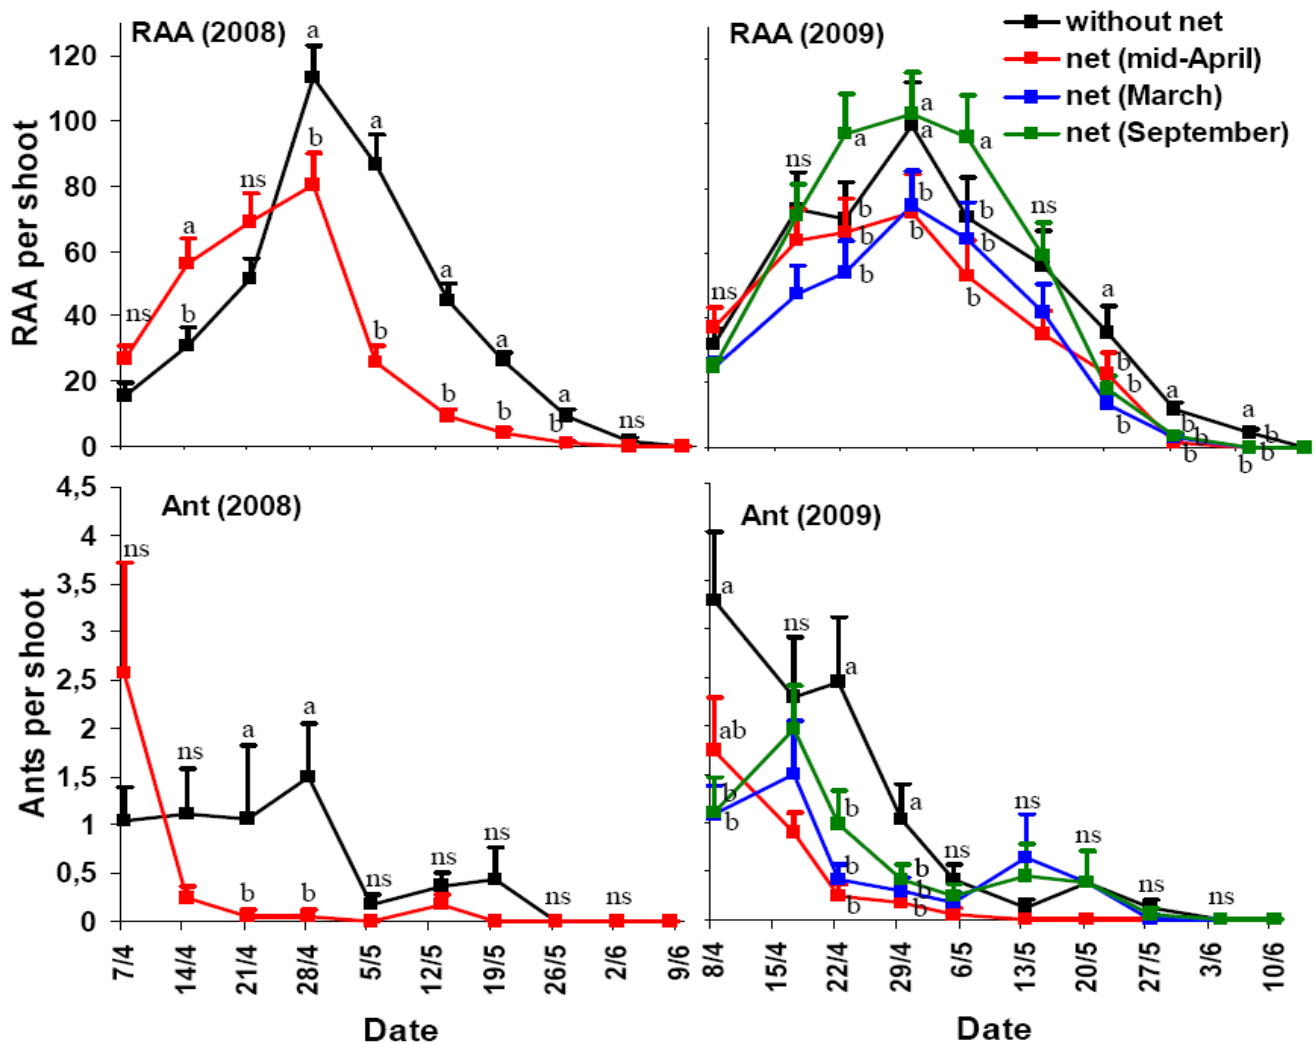 RAA (2008)
RAA per shoot
120
100
80
60
40
20
0
ns
a
b
ns
a
b
a
b
a
b
a
b
a
b
ns
RAA (2009)
without net
net (mid-April)
net (March)
net (September)
ns
ns
a
b
b
b
a
a
b
b
a
b
b
b
ns
a
b
b
b
a
b
b
b
a
b
b
b
Ant (2008)
Ants per shoot
4,5
4
3,5
3
2,5
2
1,5
1
0,5
0
ns
ns
a
b
a
b
ns
ns
ns
ns
ns
7/4
14/4
21/4
28/4
5/5
12/5
19/5
26/5
2/6
9/6
Date
Ant (2009)
a
ab
b
b
ns
a
b
b
b
a
b
b
b
ns
ns
ns
ns
ns
8/4
15/4
22/4
29/4
6/5
13/5
20/5
27/5
3/6
10/6
Date